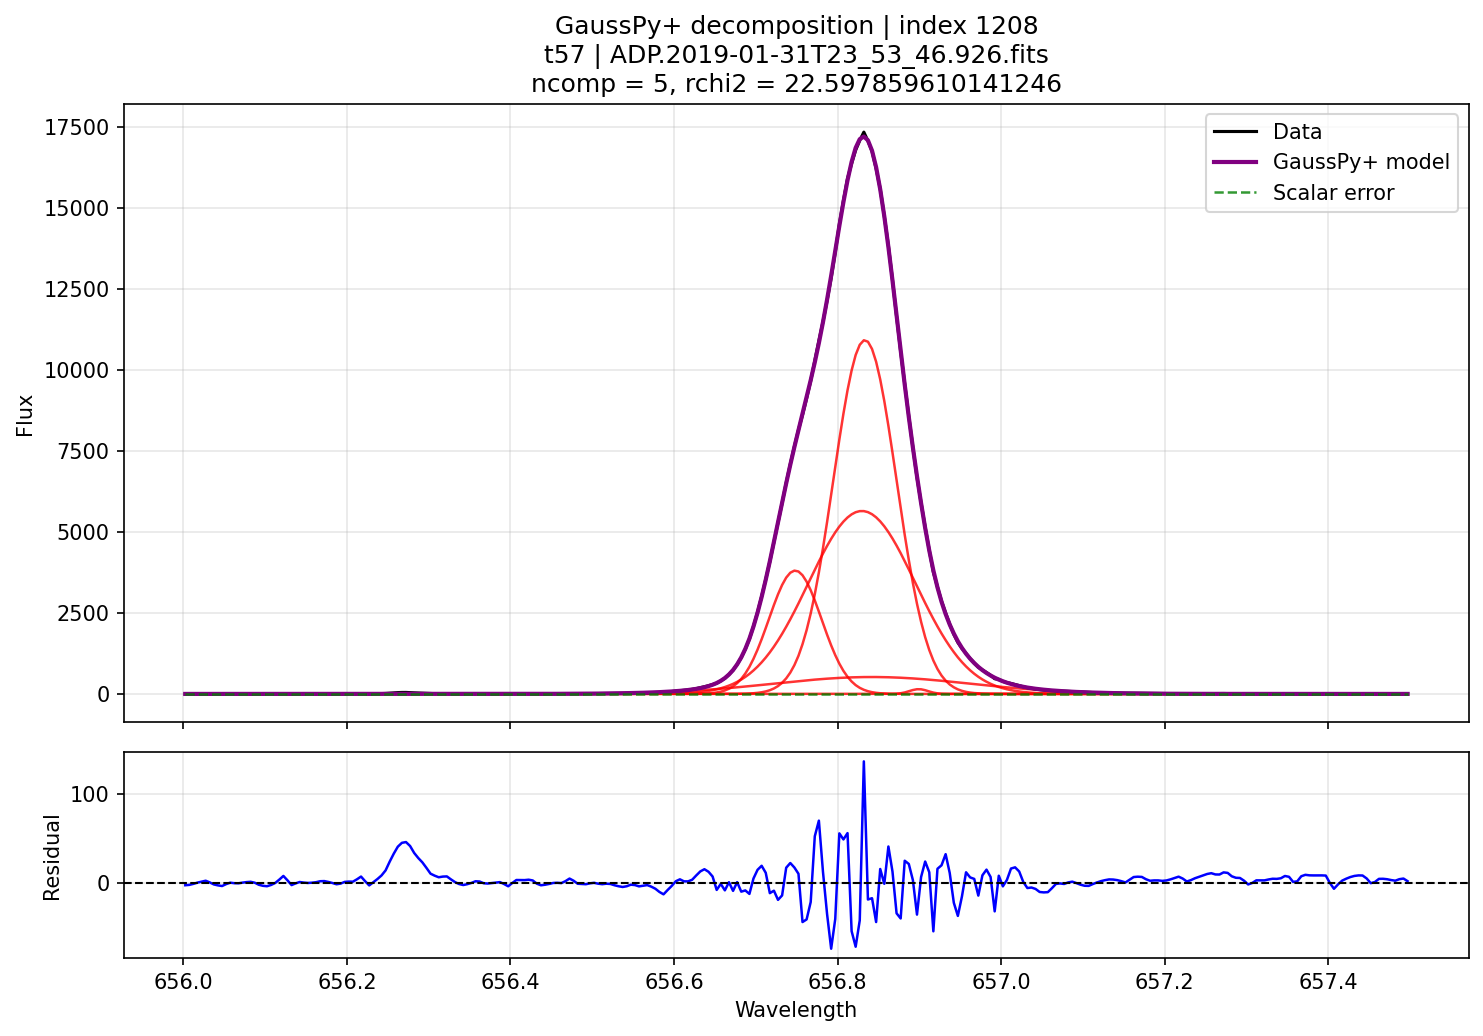 GaussPy+ decomposition | index 1208
t57 | ADP.2019-01-31T23_53_46.926.fits
ncomp = 5, rchi2 = 22.597859610141246
17500
15000
12500
10000
7500
5000
2500
0
Flux
Data
GaussPy+ model
Scalar error
100
0
Residual
656.0
656.2
656.4
656.6
656.8
657.0
657.2
657.4
Wavelength